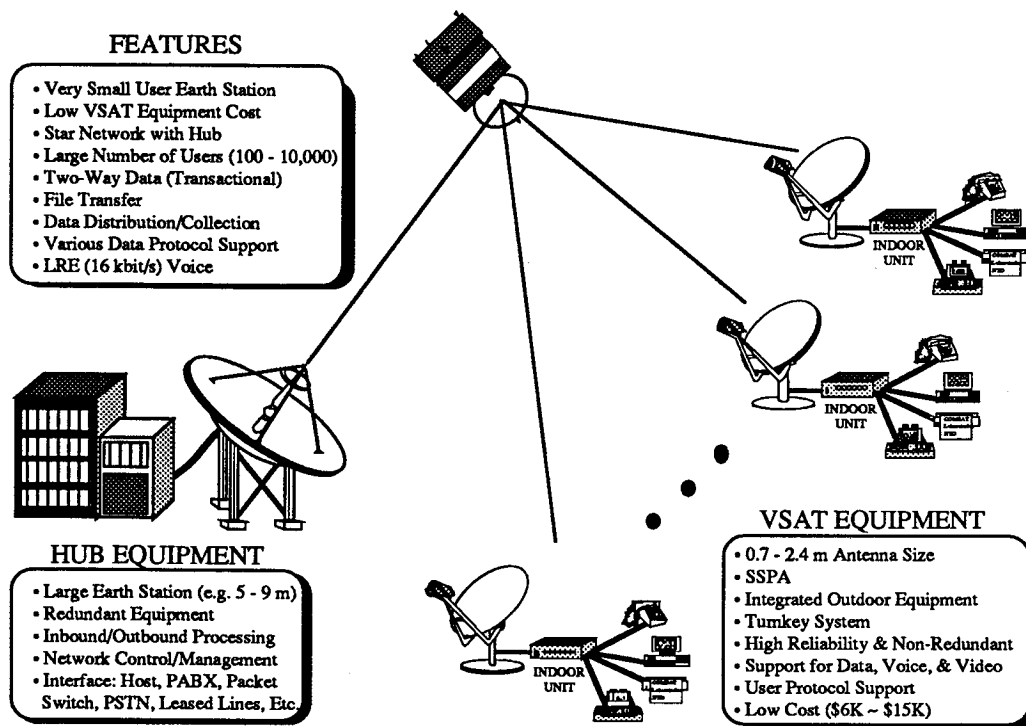 FEATURES
• Very Small User Earth Station
• Low VSAT Equipment Cost
• Star Network with Hub
• Large Number of Users (100 - 10,000)
• Two-Way Data (Transactional)
• File Transfer
• Data Distribution/Collection
• Various Data Protocol Support
• LRE (16 kbit/s) Voice
INDOOR
UNIT
INDOOR
UNIT
HUB EQUIPMENT
• Large Earth Station (e.g. 5 - 9 m)
• Redundant Equipment
• Inbound/Outbound Processing
• Network Control/Management
• Interface: Host, PABX, Packet
Switch, PSTN, Leased Lines, Etc.
INDOOR
UNIT
VSAT EQUIPMENT
• 0.7 - 2.4 m Antenna Size
• SSPA
• Integrated Outdoor Equipment
• Turnkey System
• High Reliability & Non-Redundant
• Support for Data, Voice, & Video
• User Protocol Support
• Low Cost ($6K ~ $15K)